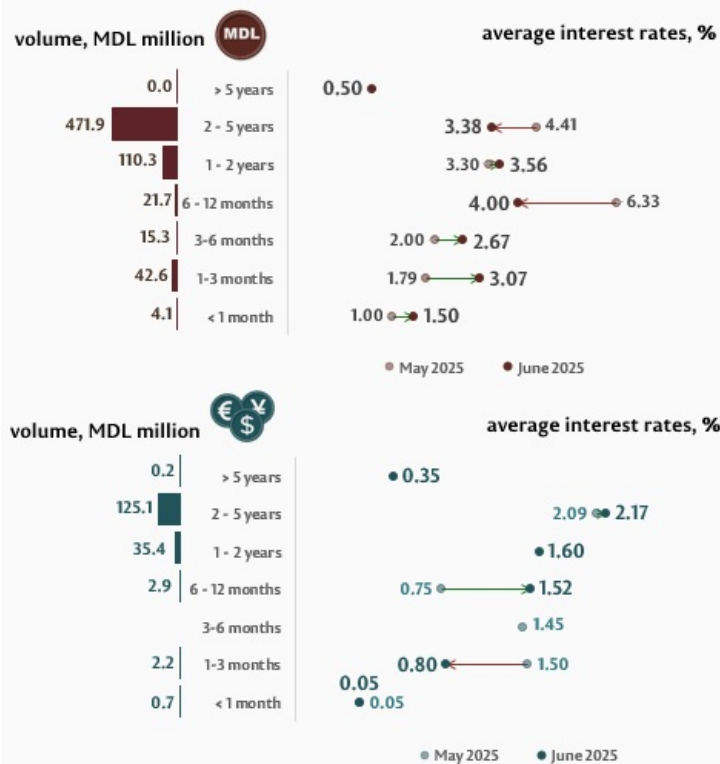 volume, MDL million MDL average interest rates, %
0.0 > 5 years 0.50
471.9 2 - 5 years 3.38 4.41
110.3 1 - 2 years 3.30 3.56
21.7 6 - 12 months 4.00 6.33
15.3 3-6 months 2.00 2.67
42.6 1-3 months 1.79 3.07
4.1 < 1 month 1.00 1.50
May 2025 June 2025
€ ¥ $
volume, MDL million average interest rates, %
0.2 > 5 years 0.35
125.1 2 - 5 years 2.09 2.17
35.4 1 - 2 years 1.60
2.9 6 - 12 months 0.75 1.52
3-6 months 1.45
2.2 1-3 months 0.80 1.50
0.05
0.7 < 1 month 0.05
May 2025 June 2025